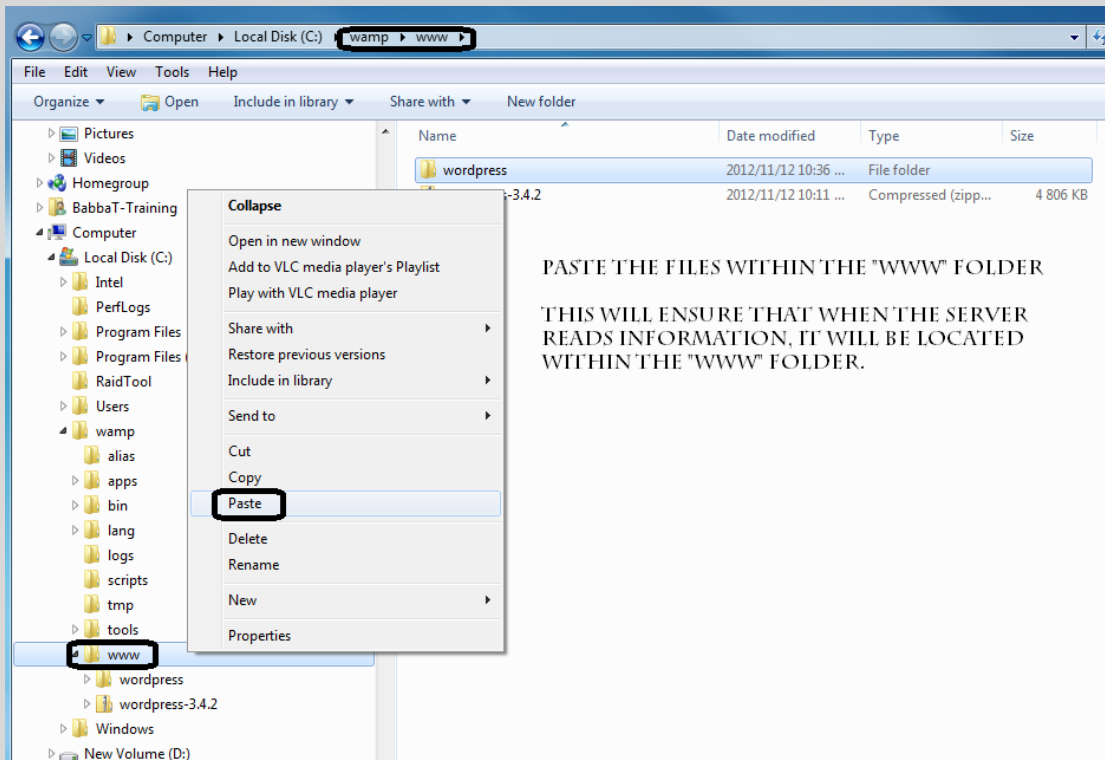 Computer Local Disk (C:) wamp www
File Edit View Tools Help
Organize Open Include in library Share with New folder
Pictures
Videos
Homegroup
BabbaT-Training
Computer
Local Disk (C:)
Intel
PerfLogs
Program Files
Program Files (
RaidTool
Users
wamp
alias
apps
bin
lang
logs
scripts
tmp
tools
www
wordpress
wordpress-3.4.2
Windows
New Volume (D:)
Collapse
Open in new window
Add to VLC media player's Playlist
Play with VLC media player
Share with
Restore previous versions
Include in library
Send to
Cut
Copy
Paste
Delete
Rename
New
Properties
Name Date modified Type Size
wordpress 2012/11/12 10:36 ... File folder
-3.4.2 2012/11/12 10:11 ... Compressed (zipp... 4 806 KB
PASTE THE FILES WITHIN THE "WWW" FOLDER
THIS WILL ENSURE THAT WHEN THE SERVER
READS INFORMATION, IT WILL BE LOCATED
WITHIN THE "WWW" FOLDER.